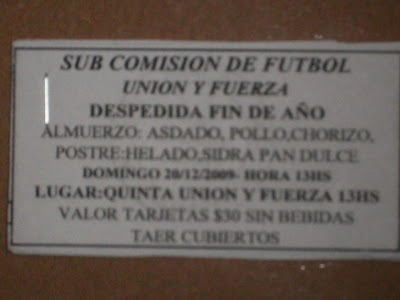 SUB COMISION DE FUTBOL
UNION Y FUERZA
DESPEDIDA FIN DE AÑO
ALMUERZO: ASDADO, POLLO,CHORIZO,
POSTRE:HELADO,SIDRA PAN DULCE
DOMINGO 20/12/2009- HORA 13HS
LUGAR:QUINTA UNION Y FUERZA 13HS
VALOR TARJETAS $30 SIN BEBIDAS
TAER CUBIERTOS